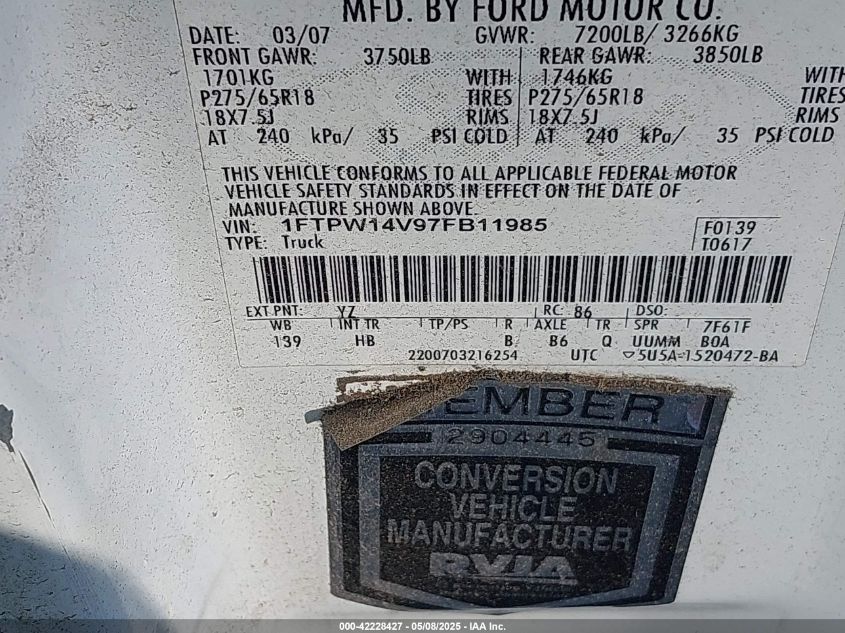 MFD. BY FORD MOTOR CO.
DATE: 03/07 GVWR: 7200LB/ 3266KG
FRONT GAWR: 3750LB REAR GAWR: 3850LB
1701KG WITH 1746KG WITH
P275/65R18 TIRES P275/65R18 TIRES
18X7.5J RIMS 18X7.5J RIMS
AT 240 kPa/ 35 PSI COLD AT 240 kPa/ 35 PSI COLD
THIS VEHICLE CONFORMS TO ALL APPLICABLE FEDERAL MOTOR
VEHICLE SAFETY STANDARDS IN EFFECT ON THE DATE OF
MANUFACTURE SHOWN ABOVE.
VIN: 1FTPW14V97FB11985 F0139
TYPE: Truck T0617
EXT PNT: YZ RC: 86 DSO:
WB INT TR TP/PS R AXLE TR SPR 7F61F
139 HB B B6 Q UUMM B0A
2200703216254 UTC ▽5U5A-1520472-BA
EMBER
2904445
CONVERSION
VEHICLE
MANUFACTURER
RVIA
000-42228427 - 05/08/2025 - IAA Inc.